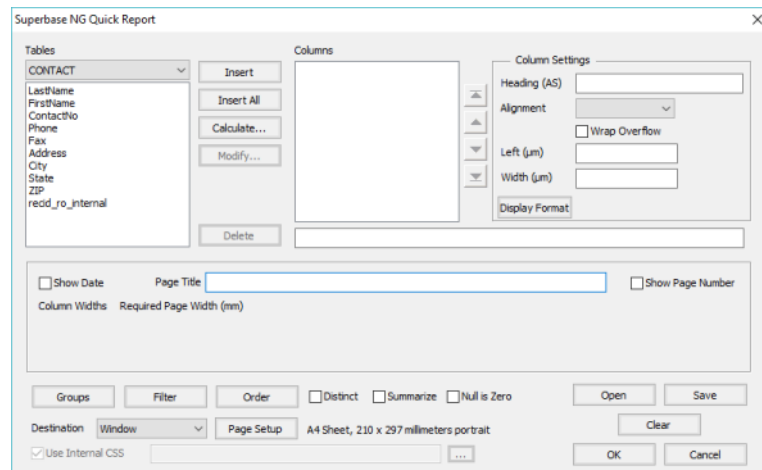 Superbase NG Quick Report
Tables
Columns
CONTACT
LastName
FirstName
ContactNo
Phone
Fax
Address
City
State
ZIP
recid_ro_internal
Insert
Insert All
Calculate...
Modify...
Delete
Column Settings
Heading (AS)
Alignment
Wrap Overflow
Left (µm)
Width (µm)
Display Format
Show Date
Page Title
Show Page Number
Column Widths Required Page Width (mm)
Groups
Filter
Order
Distinct
Summarize
Null is Zero
Open
Save
Destination
Window
Page Setup
A4 Sheet, 210 x 297 millimeters portrait
Clear
Use Internal CSS
...
OK
Cancel